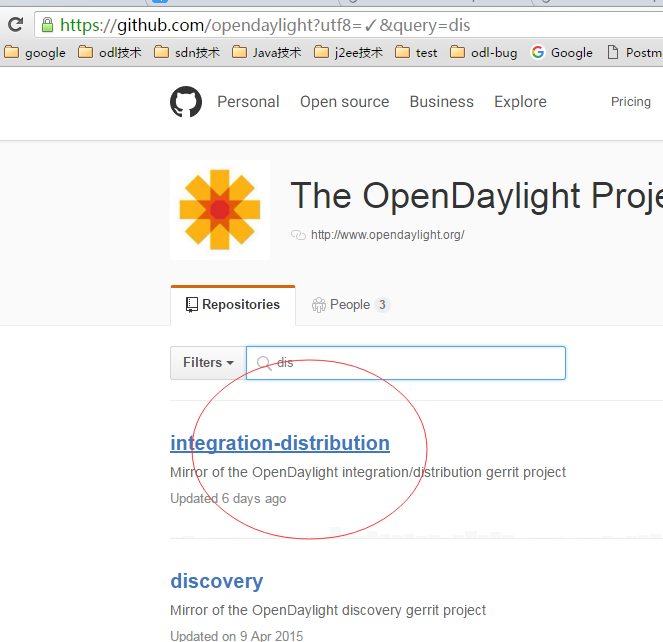 https://github.com/opendaylight?utf8=✓&query=dis
google odl技术 sdn技术 Java技术 j2ee技术 test odl-bug Google Postm
Personal Open source Business Explore Pricing
The OpenDaylight Proje
http://www.opendaylight.org/
Repositories People 3
Filters dis
integration-distribution
Mirror of the OpenDaylight integration/distribution gerrit project
Updated 6 days ago
discovery
Mirror of the OpenDaylight discovery gerrit project
Updated on 9 Apr 2015